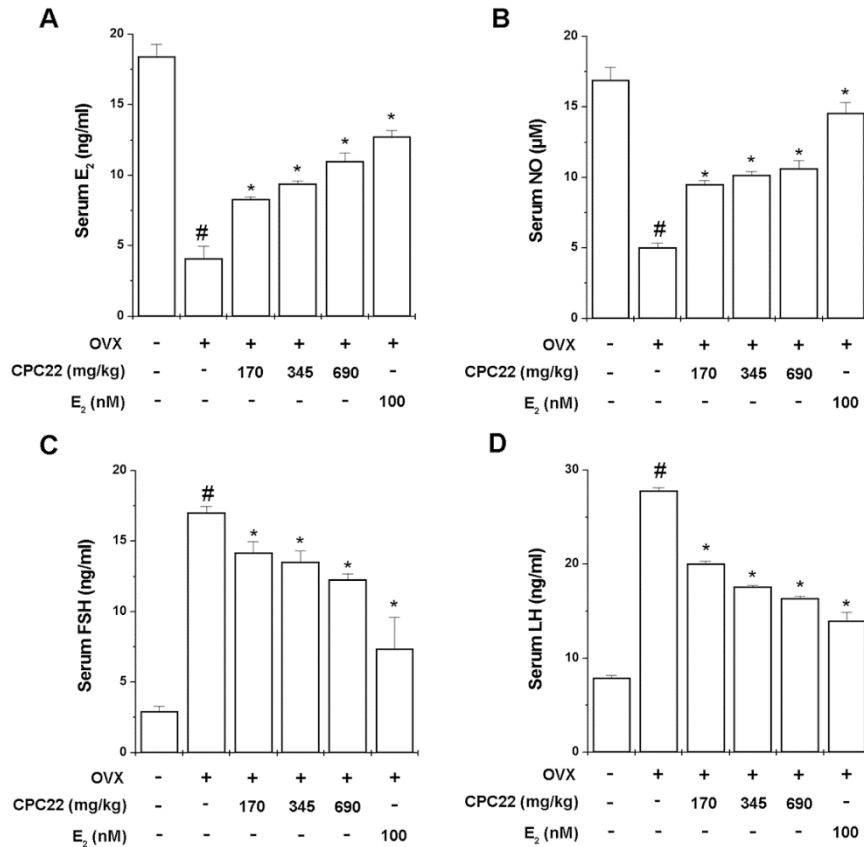 A
Serum E₂ (ng/ml)
20
15
10
5
0
#
*
*
*
*
OVX - + + + + +
CPC22 (mg/kg) - - 170 345 690 -
E₂ (nM) - - - - - 100
B
Serum NO (µM)
20
15
10
5
0
#
*
*
*
*
OVX - + + + + +
CPC22 (mg/kg) - - 170 345 690 -
E₂ (nM) - - - - - 100
C
Serum FSH (ng/ml)
20
15
10
5
0
#
*
*
*
*
OVX - + + + + +
CPC22 (mg/kg) - - 170 345 690 -
E₂ (nM) - - - - - 100
D
Serum LH (ng/ml)
30
20
10
0
#
*
*
*
*
OVX - + + + + +
CPC22 (mg/kg) - - 170 345 690 -
E₂ (nM) - - - - - 100